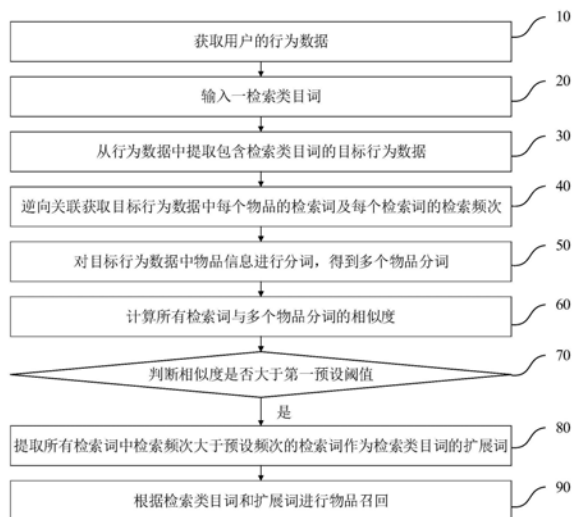 获取用户的行为数据
10
输入一检索类目词
20
从行为数据中提取包含检索类目词的目标行为数据
30
逆向关联获取目标行为数据中每个物品的检索词及每个检索词的检索频次
40
对目标行为数据中物品信息进行分词，得到多个物品分词
50
计算所有检索词与多个物品分词的相似度
60
判断相似度是否大于第一预设阈值
70
是
提取所有检索词中检索频次大于预设频次的检索词作为检索类目词的扩展词
80
根据检索类目词和扩展词进行物品召回
90